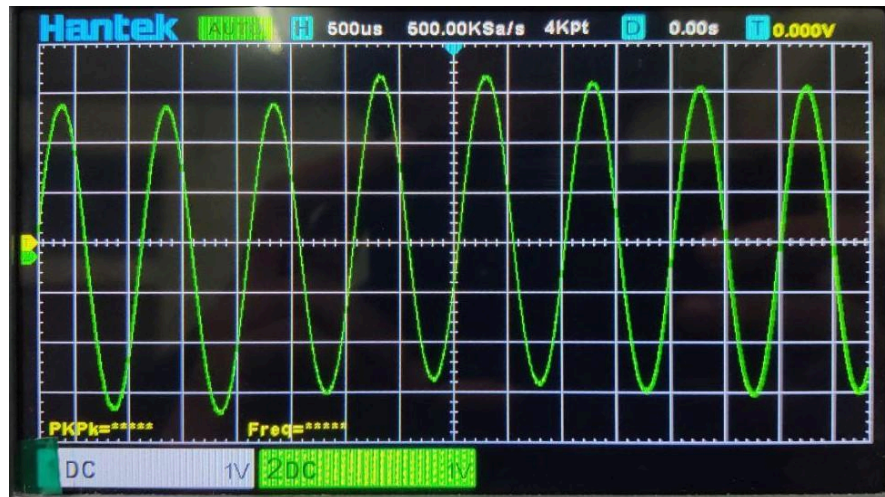 Hantek AUTO H 500us 500.00KSa/s 4Kpt D 0.00s T 0.000V
PKPk=***** Freq=*****
DC 1V 2DC 1V